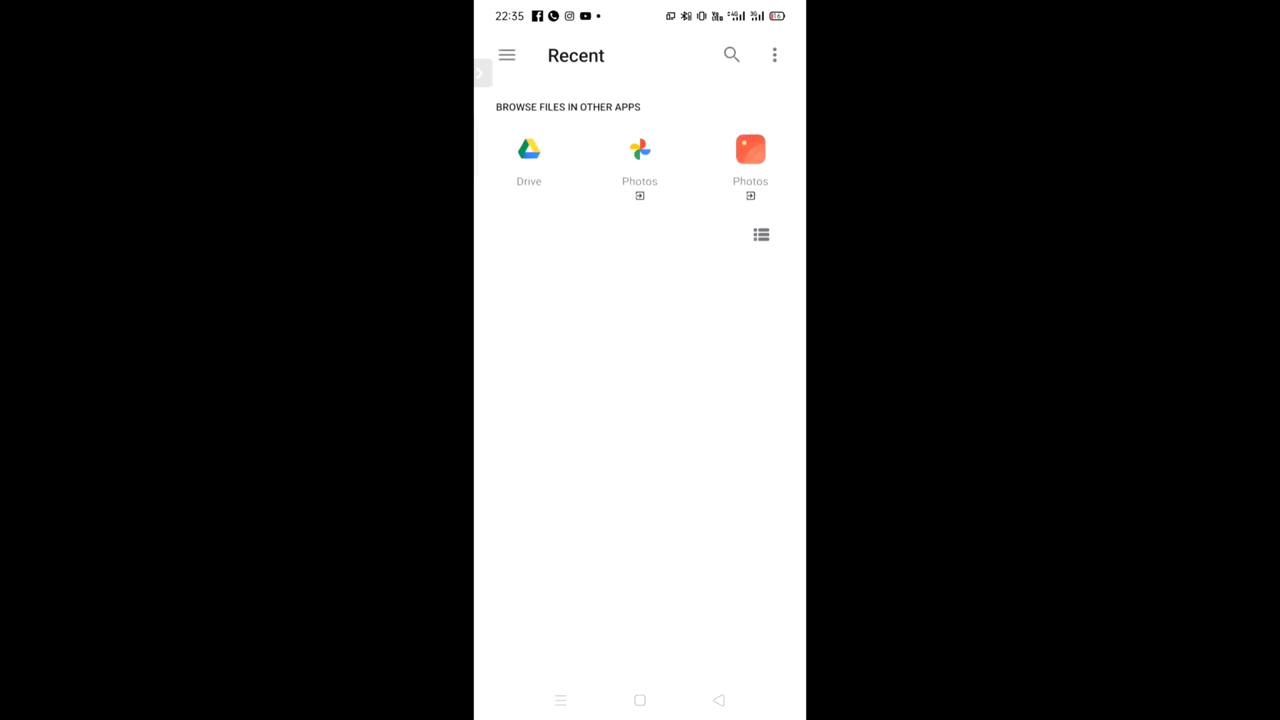 22:35
Recent
BROWSE FILES IN OTHER APPS
Drive
Photos
Photos